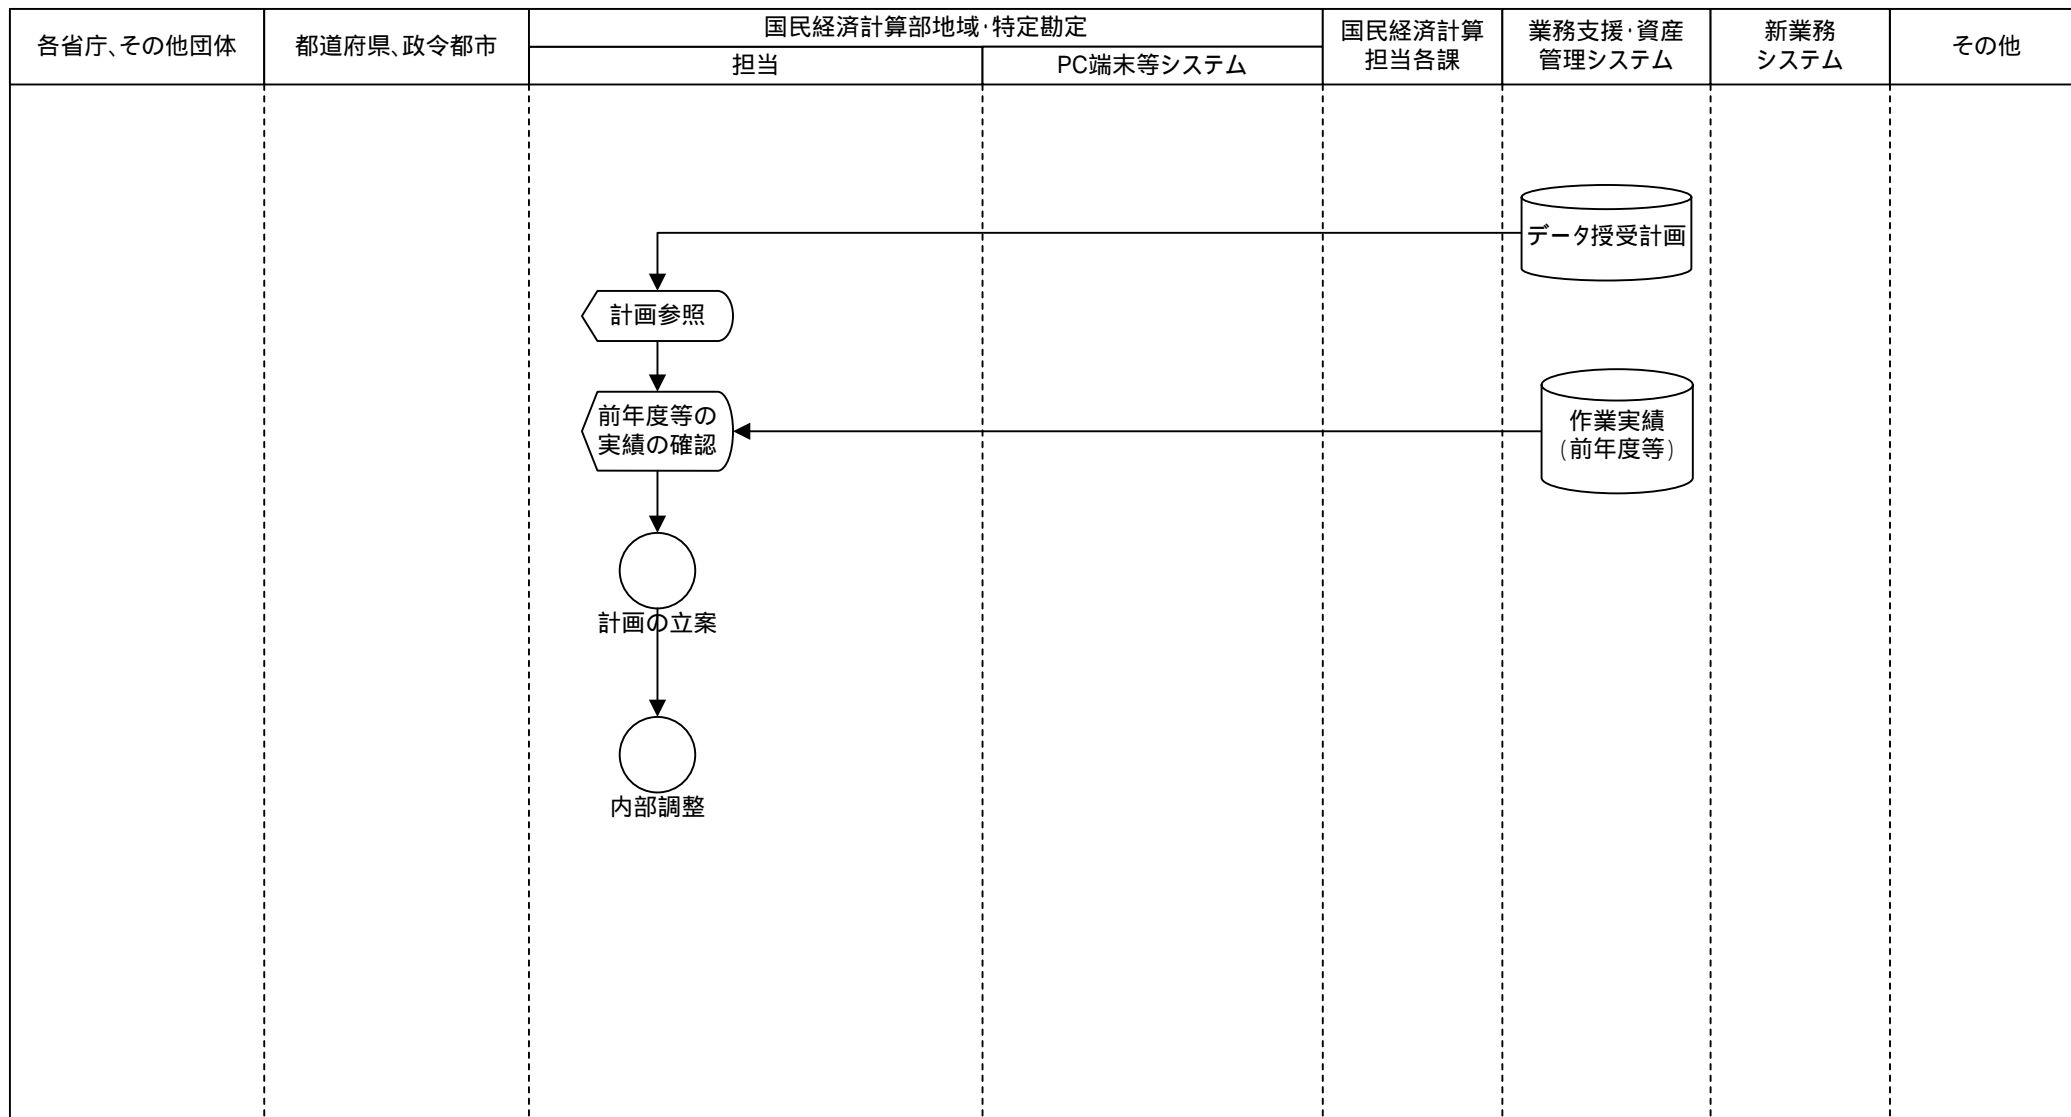 各省庁、その他団体
都道府県、政令都市
国民経済計算部地域・特定勘定
担当
PC端末等システム
国民経済計算
担当各課
業務支援・資産
管理システム
新業務
システム
その他
データ授受計画
計画参照
前年度等の
実績の確認
作業実績
(前年度等)
計画の立案
内部調整